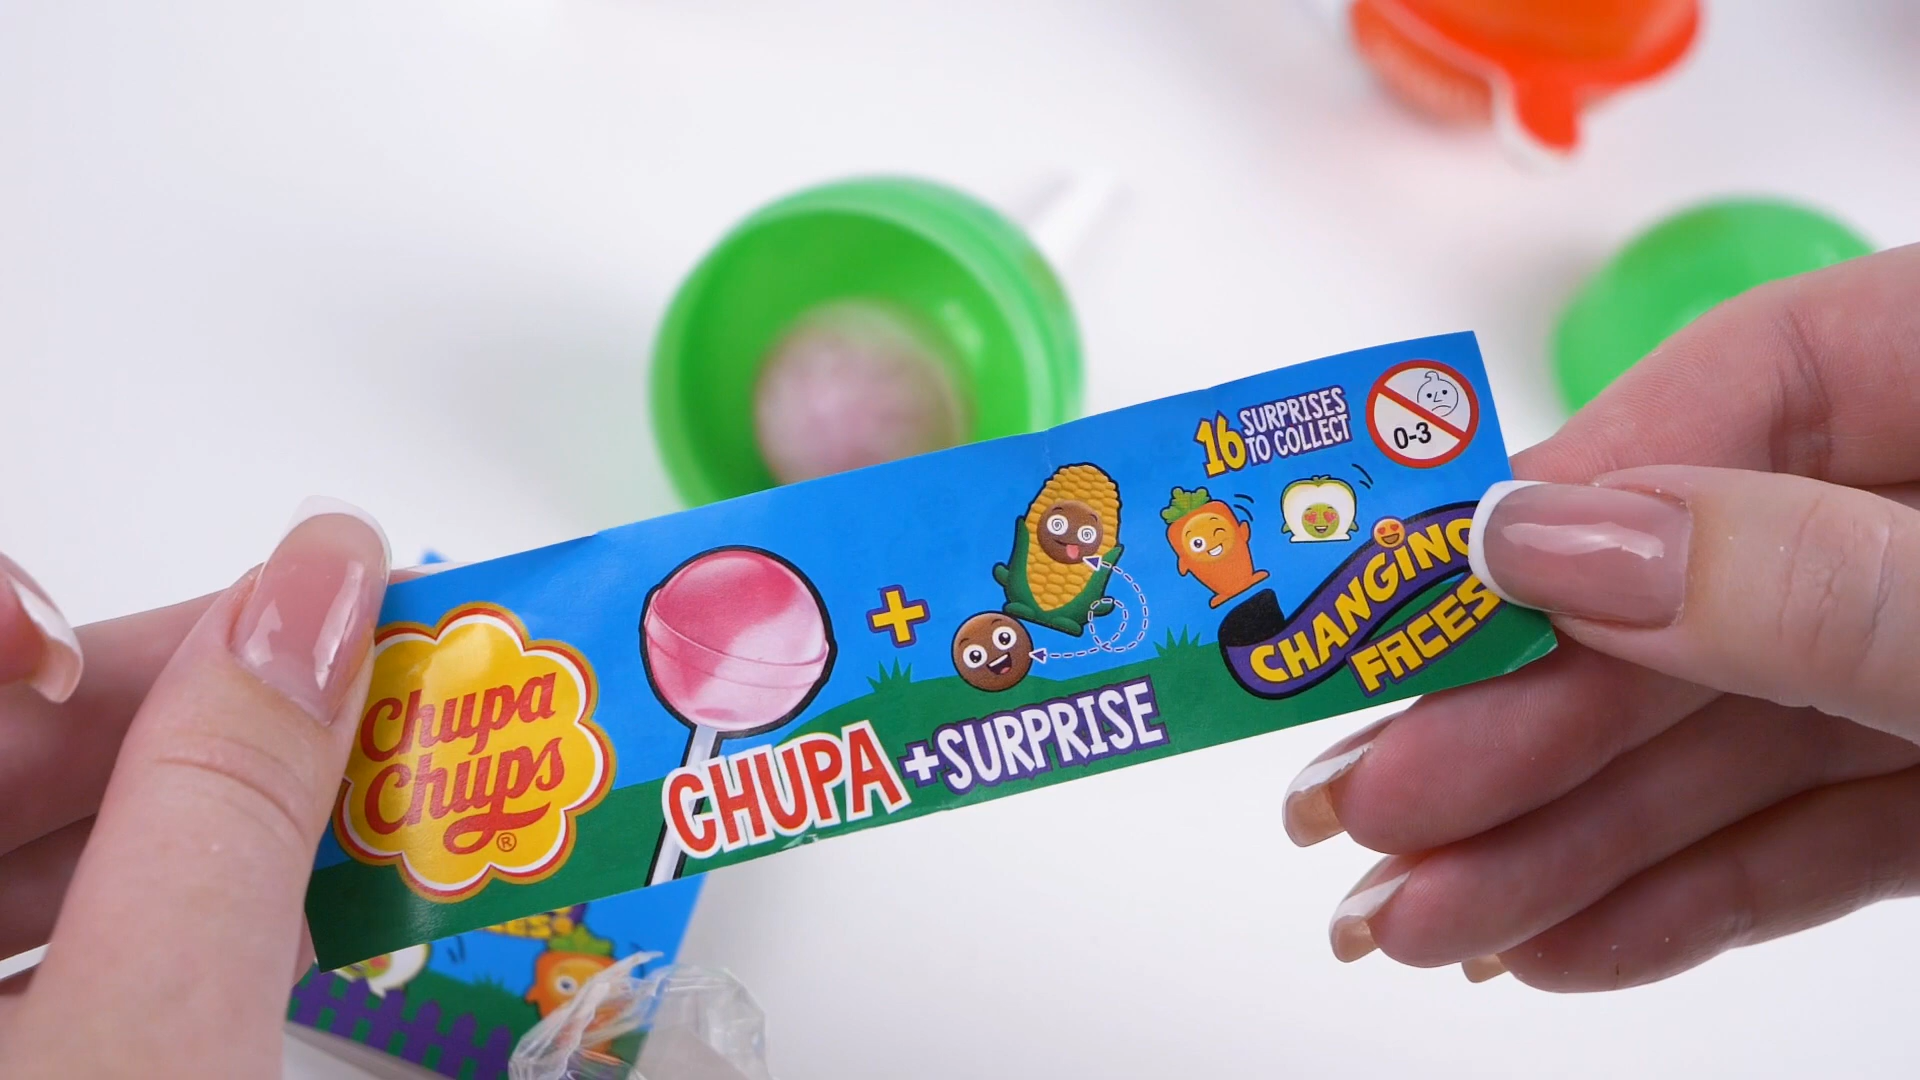 Chupa
Chups
®
CHUPA +SURPRISE
16 SURPRISES
TO COLLECT
0-3
CHANGING
FACES